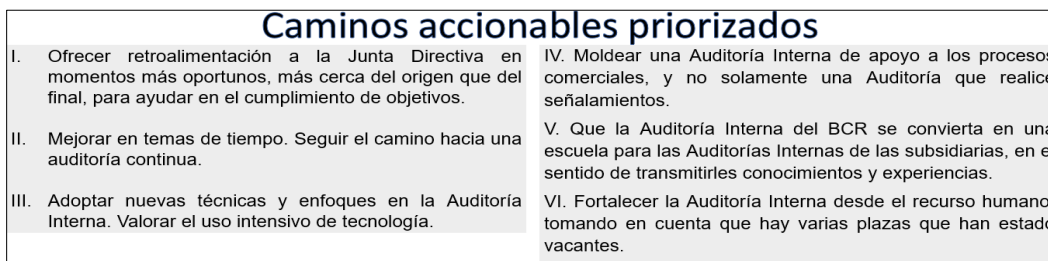 Caminos accionables priorizados
I. Ofrecer retroalimentación a la Junta Directiva en
momentos más oportunos, más cerca del origen que del
final, para ayudar en el cumplimiento de objetivos.
II. Mejorar en temas de tiempo. Seguir el camino hacia una
auditoría continua.
III. Adoptar nuevas técnicas y enfoques en la Auditoría
Interna. Valorar el uso intensivo de tecnología.
IV. Moldear una Auditoría Interna de apoyo a los procesos
comerciales, y no solamente una Auditoría que realice
señalamientos.
V. Que la Auditoría Interna del BCR se convierta en una
escuela para las Auditorías Internas de las subsidiarias, en el
sentido de transmitirles conocimientos y experiencias.
VI. Fortalecer la Auditoría Interna desde el recurso humano,
tomando en cuenta que hay varias plazas que han estado
vacantes.